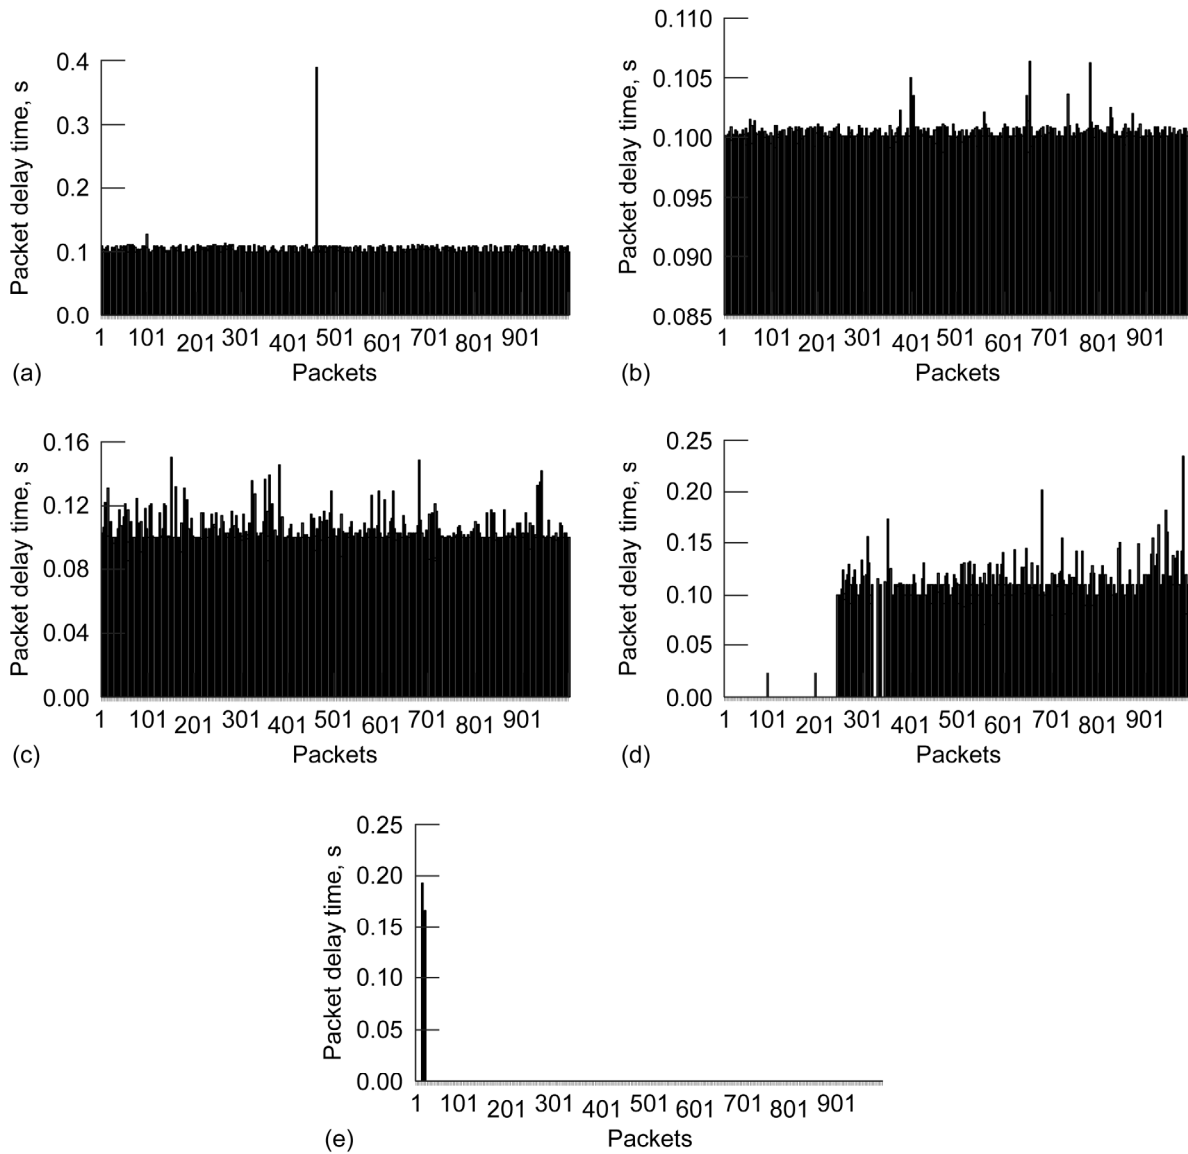 Packet delay time, s
0.4
0.3
0.2
0.1
0.0
1 101 201 301 401 501 601 701 801 901
Packets
(a)
Packet delay time, s
0.110
0.105
0.100
0.095
0.090
0.085
1 101 201 301 401 501 601 701 801 901
Packets
(b)
Packet delay time, s
0.16
0.12
0.08
0.04
0.00
1 101 201 301 401 501 601 701 801 901
Packets
(c)
Packet delay time, s
0.25
0.20
0.15
0.10
0.05
0.00
1 101 201 301 401 501 601 701 801 901
Packets
(d)
Packet delay time, s
0.25
0.20
0.15
0.10
0.05
0.00
1 101 201 301 401 501 601 701 801 901
Packets
(e)